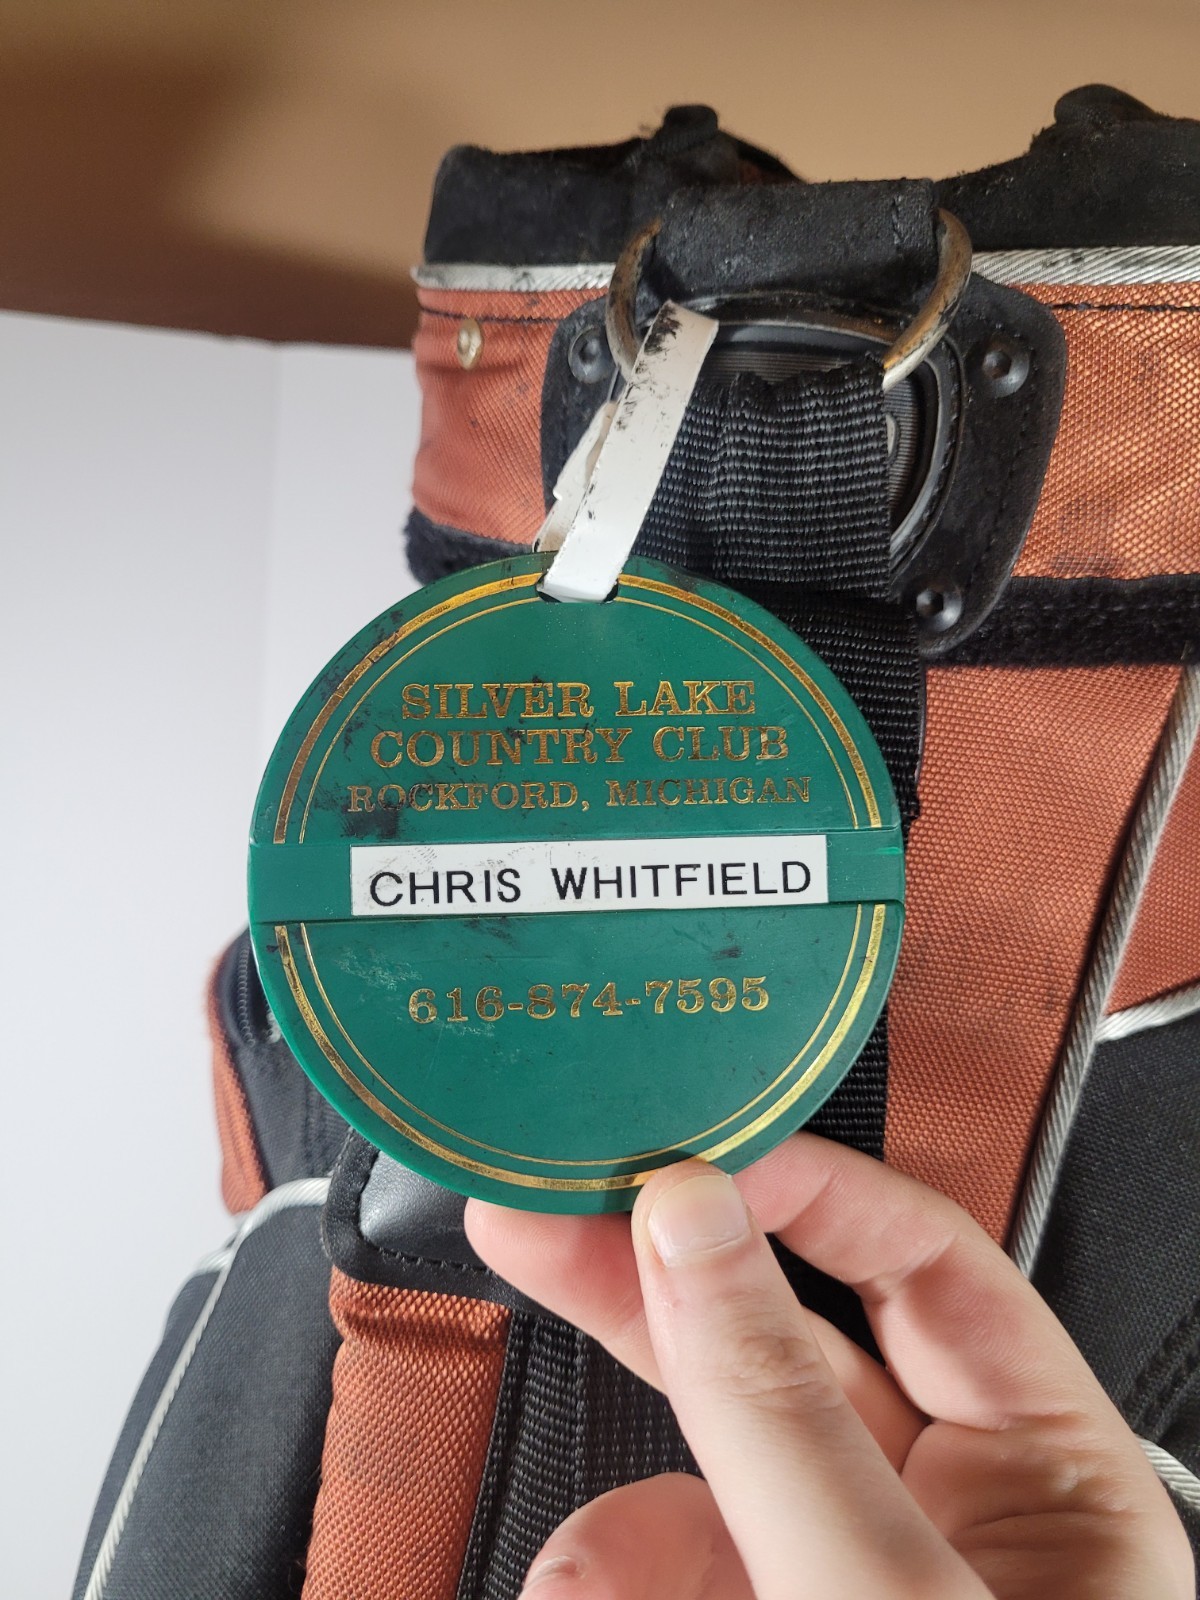 SILVER LAKE
COUNTRY CLUB
ROCKFORD, MICHIGAN
CHRIS WHITFIELD
616-874-7595